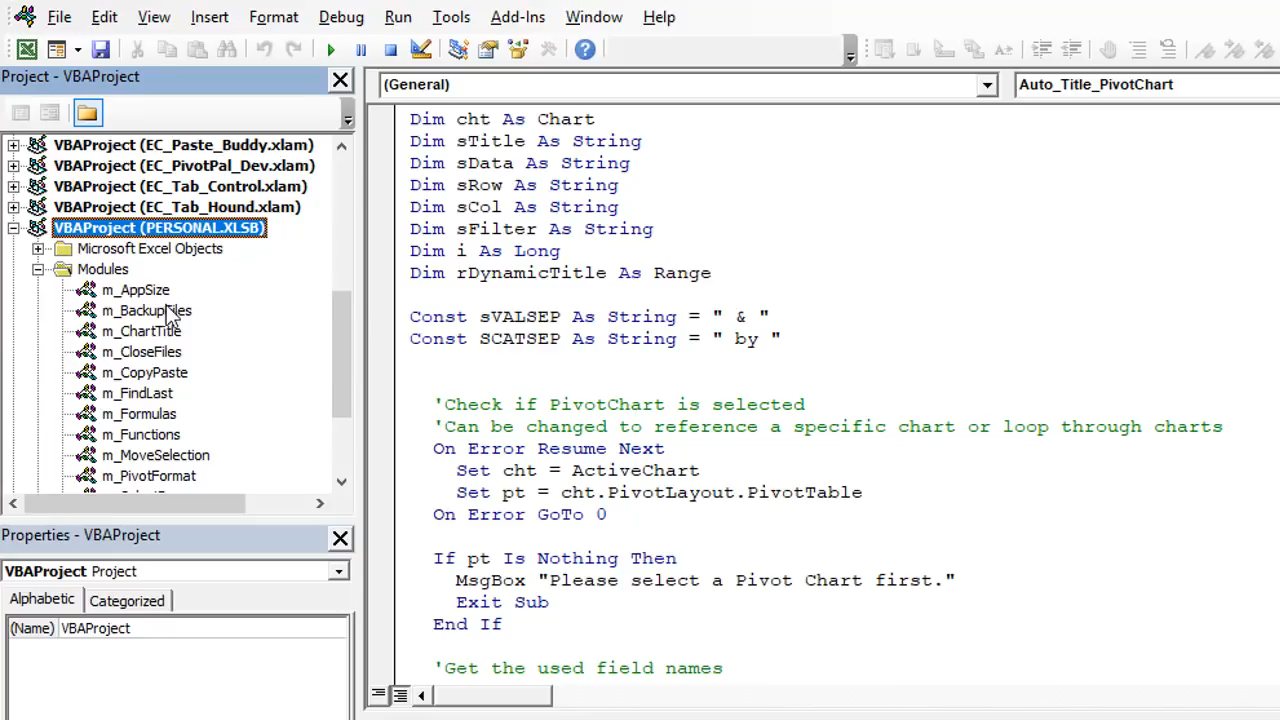 File Edit View Insert Format Debug Run Tools Add-Ins Window Help
Project - VBAProject
(General)
Auto_Title_PivotChart
VBAProject (EC_Paste_Buddy.xlam)
VBAProject (EC_PivotPal_Dev.xlam)
VBAProject (EC_Tab_Control.xlam)
VBAProject (EC_Tab_Hound.xlam)
VBAProject (PERSONAL.XLSB)
Microsoft Excel Objects
Modules
m_AppSize
m_BackupFiles
m_ChartTitle
m_CloseFiles
m_CopyPaste
m_FindLast
m_Formulas
m_Functions
m_MoveSelection
m_PivotFormat
Properties - VBAProject
VBAProject Project
Alphabetic Categorized
(Name) VBAProject
Dim cht As Chart
Dim sTitle As String
Dim sData As String
Dim sRow As String
Dim sCol As String
Dim sFilter As String
Dim i As Long
Dim rDynamicTitle As Range
Const sVALSEP As String = " & "
Const SCATSEP As String = " by "
'Check if PivotChart is selected
'Can be changed to reference a specific chart or loop through charts
On Error Resume Next
Set cht = ActiveChart
Set pt = cht.PivotLayout.PivotTable
On Error GoTo 0
If pt Is Nothing Then
MsgBox "Please select a Pivot Chart first."
Exit Sub
End If
'Get the used field names